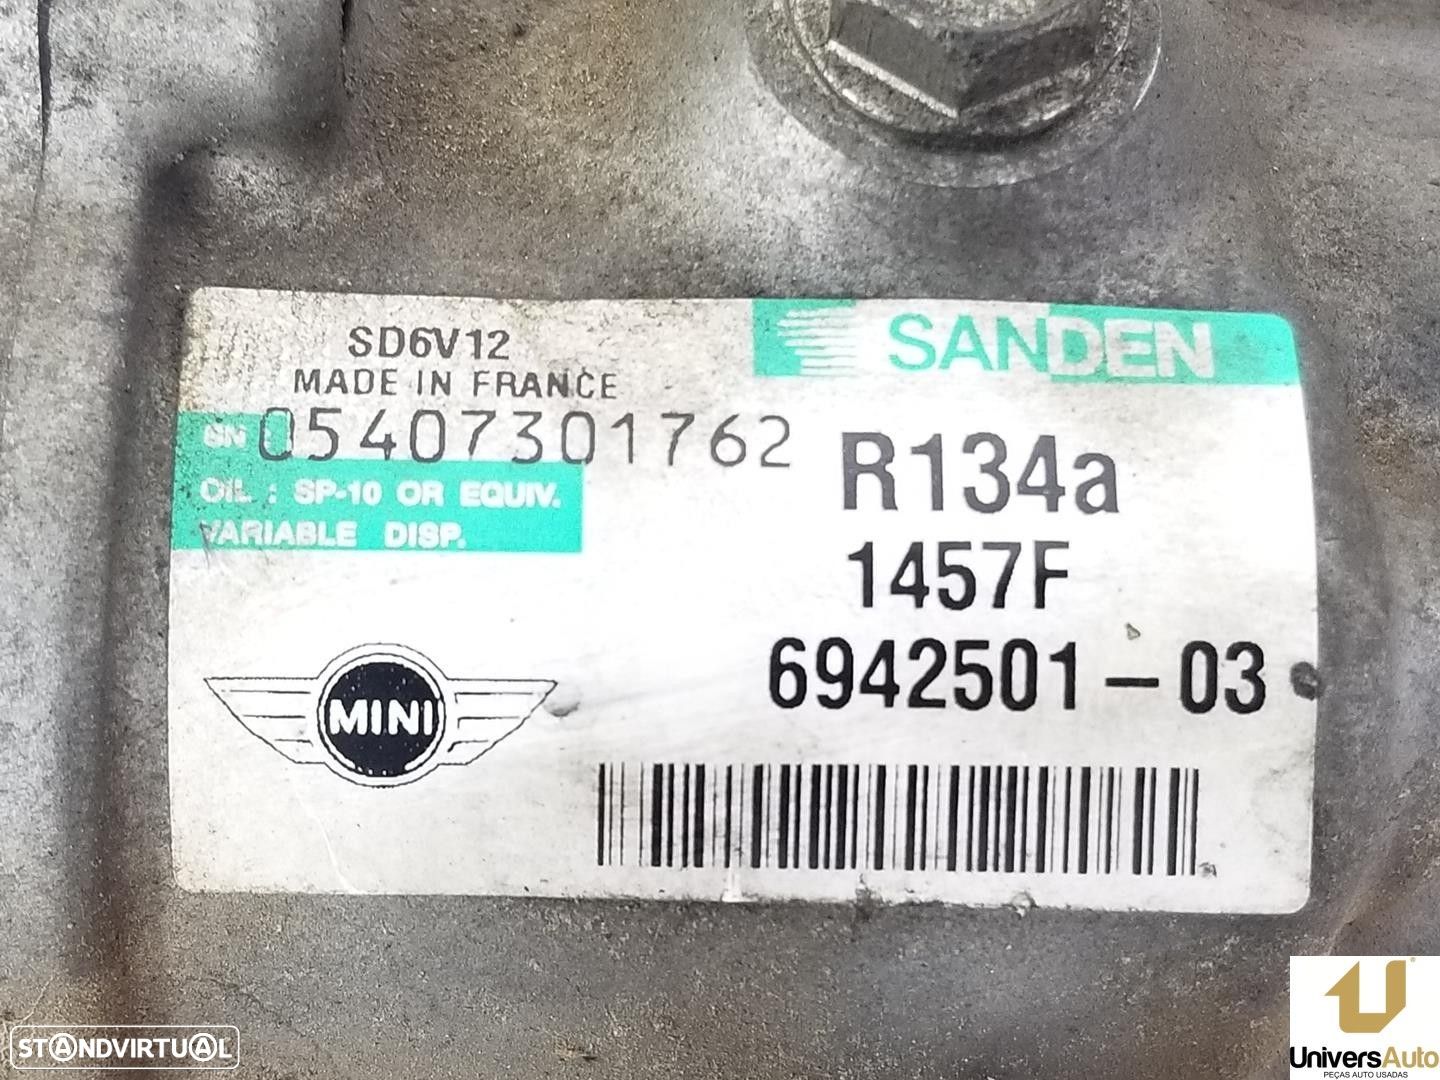 SD6V12
MADE IN FRANCE
SANDEN
SN : 05407301762
OIL : SP-10 OR EQUIV.
VARIABLE DISP.
R134a
1457F
6942501-03
MINI
STANDVIRTUAL
UniversAuto
PEÇAS AUTO USADAS